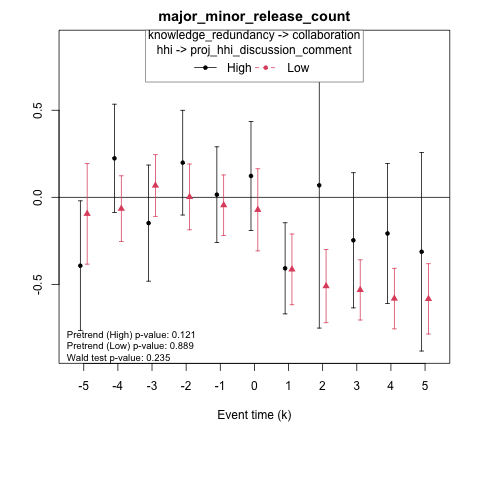 major_minor_release_count
knowledge_redundancy -> collaboration
hhi -> proj_hhi_discussion_comment
High Low
0.5
0.0
-0.5
Pretrend (High) p-value: 0.121
Pretrend (Low) p-value: 0.889
Wald test p-value: 0.235
-5 -4 -3 -2 -1 0 1 2 3 4 5
Event time (k)